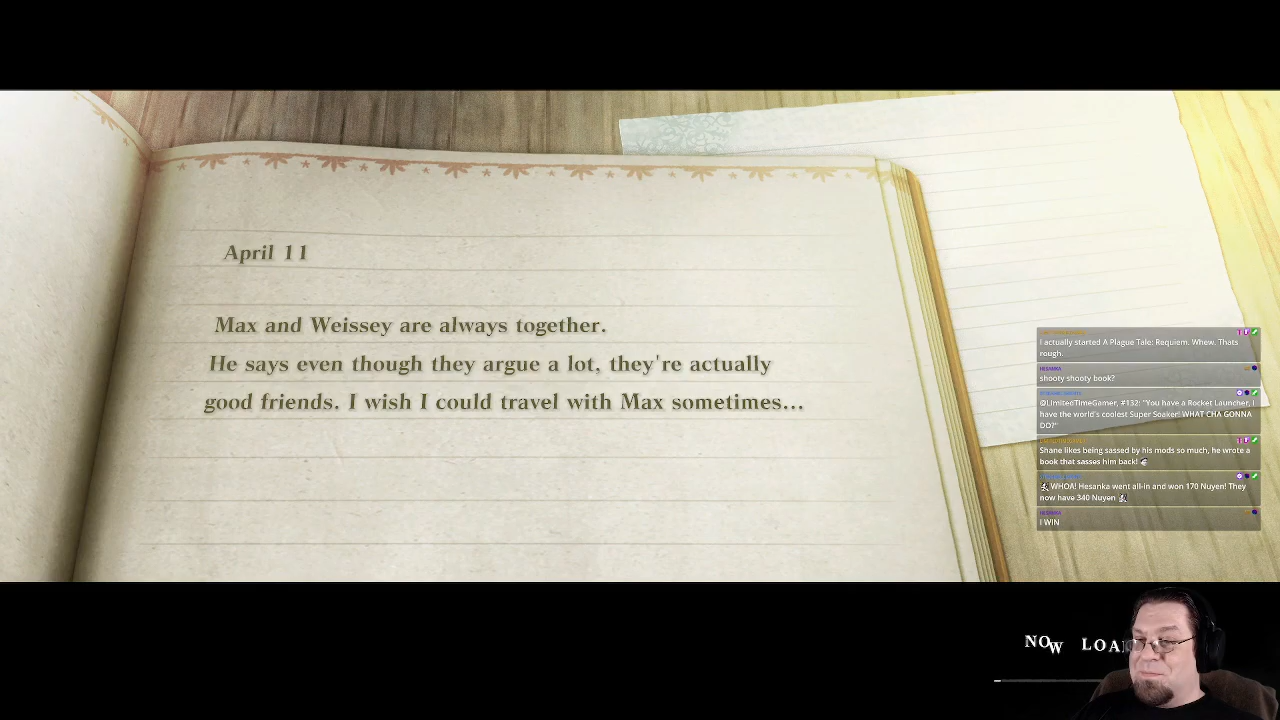 April 11
Max and Weissey are always together.
He says even though they argue a lot, they're actually
good friends. I wish I could travel with Max sometimes...
I actually started A Plague Tale: Requiem. Whew. Thats
rough.
HESANKA
shooty shooty book?
@LimitedTimeGamer, #132: "You have a Rocket Launcher, I
have the world's coolest Super Soaker! WHAT CHA GONNA
DO?"
Shane likes being sassed by his mods so much, he wrote a
book that sasses him back!
WHOA! Hesanka went all-in and won 170 Nuyen! They
now have 340 Nuyen
HESANKA
I WIN
NOW LOA